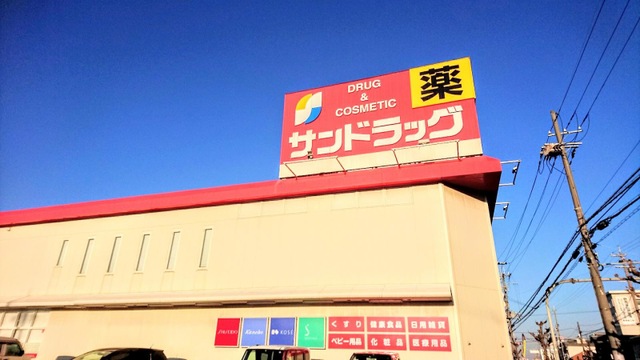 DRUG
&
COSMETIC
薬
サンドラッグ
SHISEIDO
Kanebo
KOSÉ
くすり 健康食品 日用雑貨
ベビー用品 化粧品 医療用品